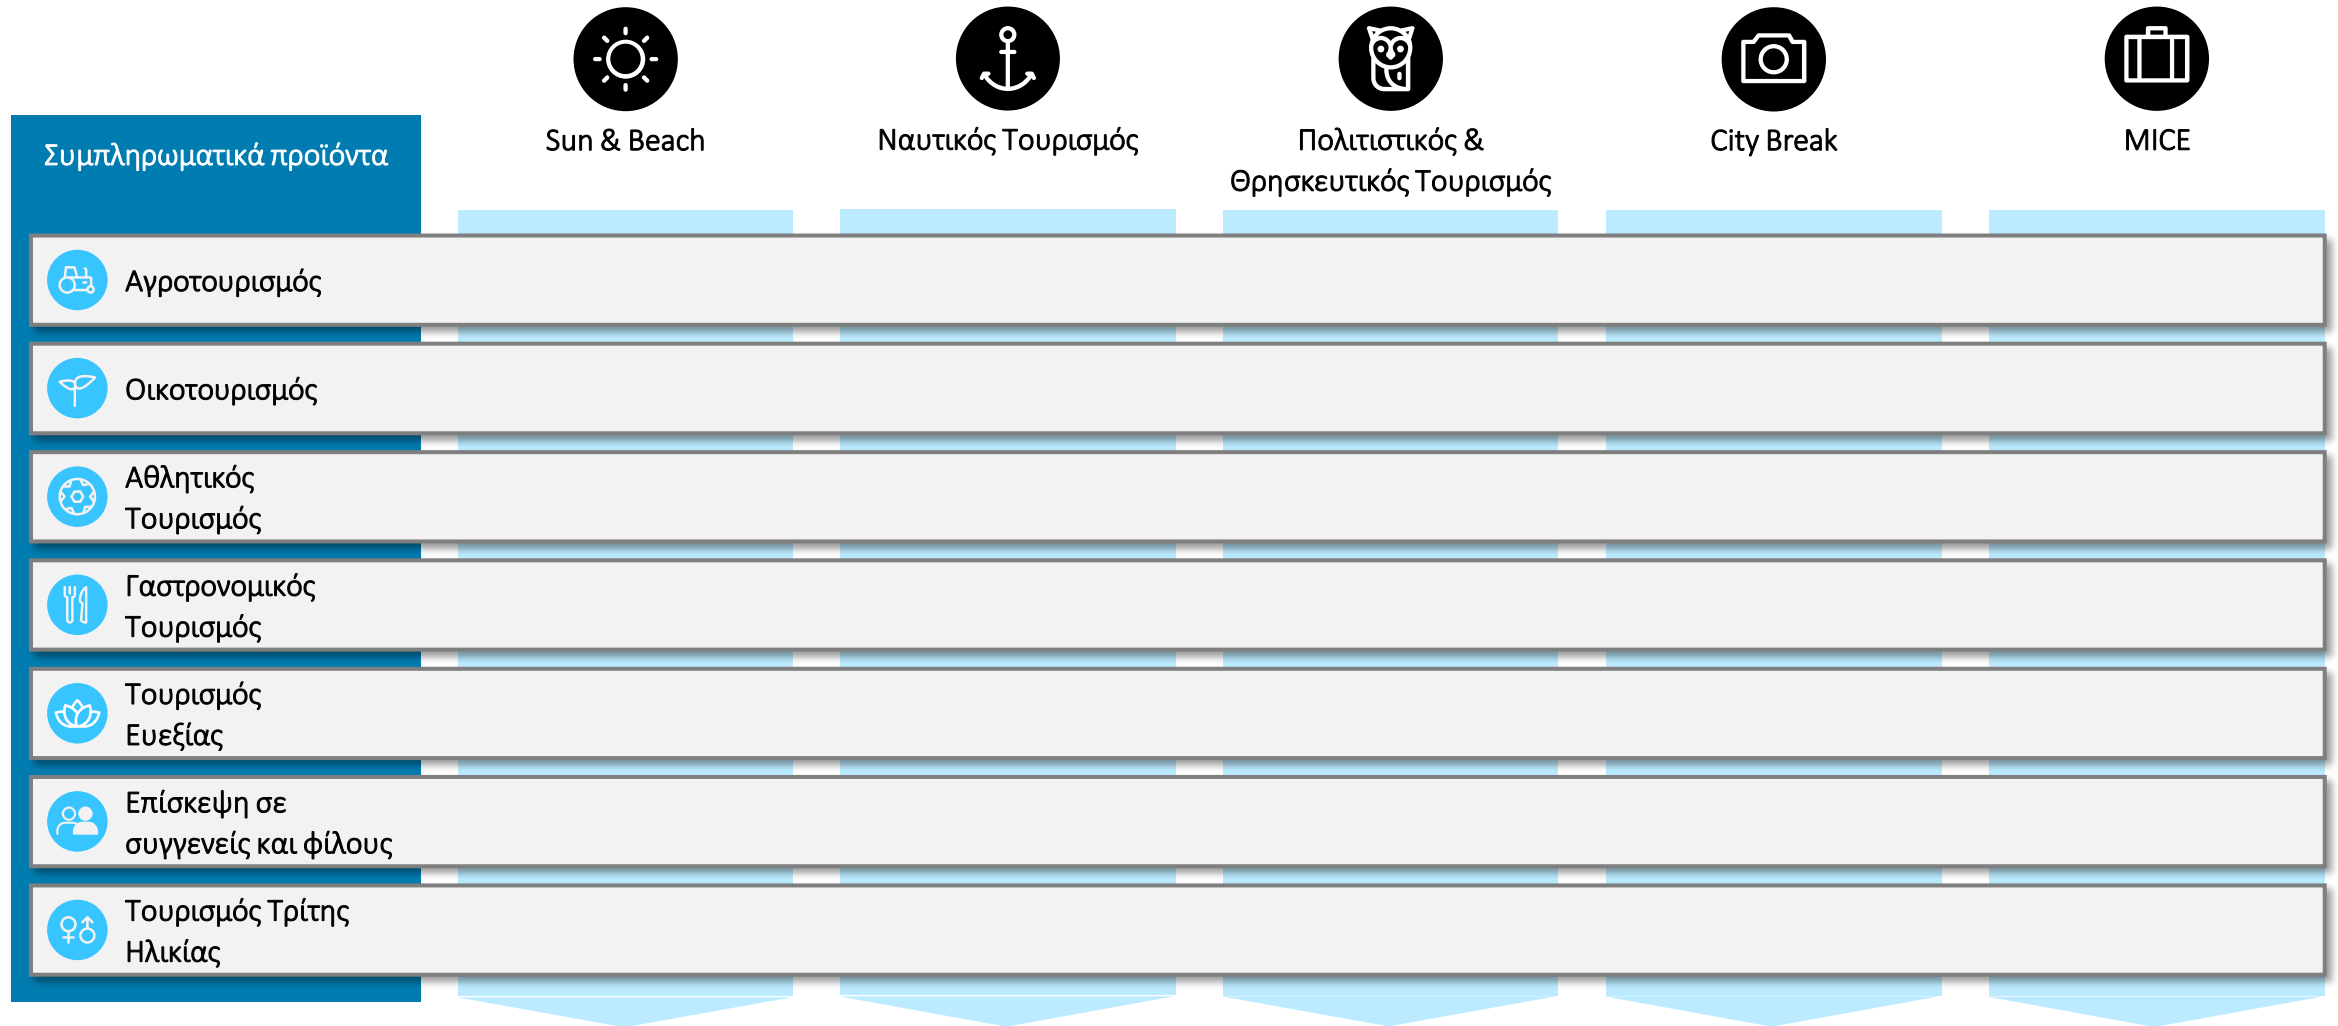 Συμπληρωματικά προϊόντα
Sun & Beach
Ναυτικός Τουρισμός
Πολιτιστικός &
Θρησκευτικός Τουρισμός
City Break
MICE
Αγροτουρισμός
Οικοτουρισμός
Αθλητικός
Τουρισμός
Γαστρονομικός
Τουρισμός
Τουρισμός
Ευεξίας
Επίσκεψη σε
συγγενείς και φίλους
Τουρισμός Τρίτης
Ηλικίας